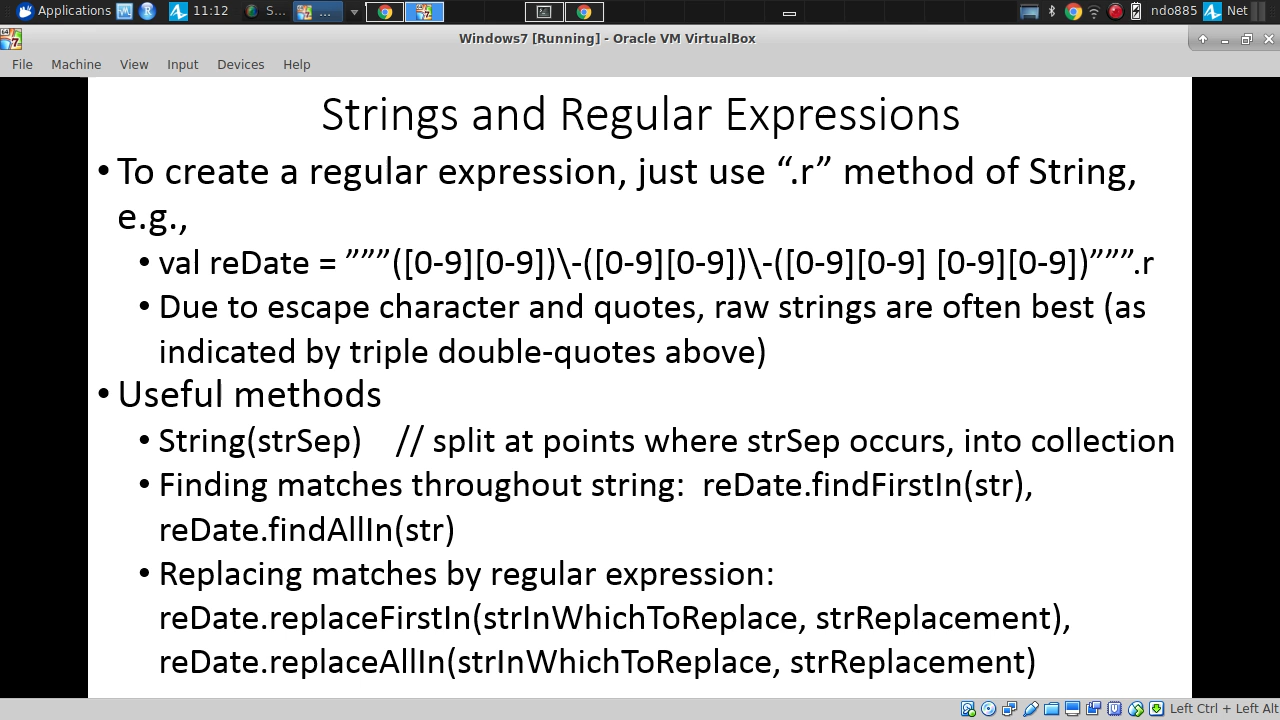 Applications 11:12 S... ... ndo885 Net
Windows7 [Running] - Oracle VM VirtualBox
File Machine View Input Devices Help
Strings and Regular Expressions
• To create a regular expression, just use “.r” method of String,
e.g.,
• val reDate = ”””([0-9][0-9])\-([0-9][0-9])\-([0-9][0-9] [0-9][0-9])”””.r
• Due to escape character and quotes, raw strings are often best (as
indicated by triple double-quotes above)
• Useful methods
• String(strSep) // split at points where strSep occurs, into collection
• Finding matches throughout string: reDate.findFirstIn(str),
reDate.findAllIn(str)
• Replacing matches by regular expression:
reDate.replaceFirstIn(strInWhichToReplace, strReplacement),
reDate.replaceAllIn(strInWhichToReplace, strReplacement)
Left Ctrl + Left Alt